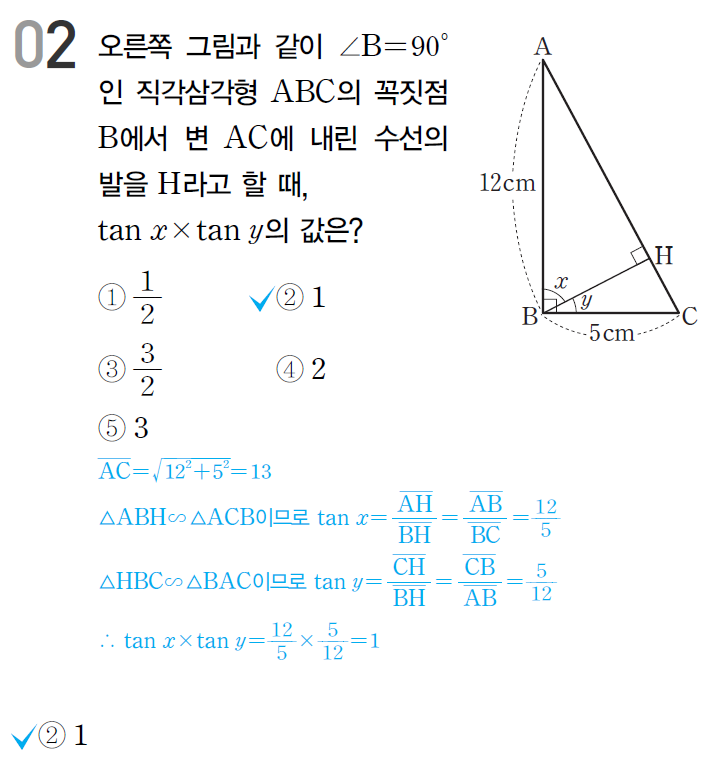 02 오른쪽 그림과 같이 ∠B=90°
인 직각삼각형 ABC의 꼭짓점
B에서 변 AC에 내린 수선의
발을 H라고 할 때,
tan x×tan y의 값은?
① 1/2 ✓② 1
③ 3/2 ④ 2
⑤ 3
A
12cm
H
x
y
B
C
5cm
AC=√12²+5²=13
△ABH∽△ACB이므로 tan x=AH/BH=AB/BC=12/5
△HBC∽△BAC이므로 tan y=CH/BH=CB/AB=5/12
∴ tan x×tan y=12/5×5/12=1
✓② 1